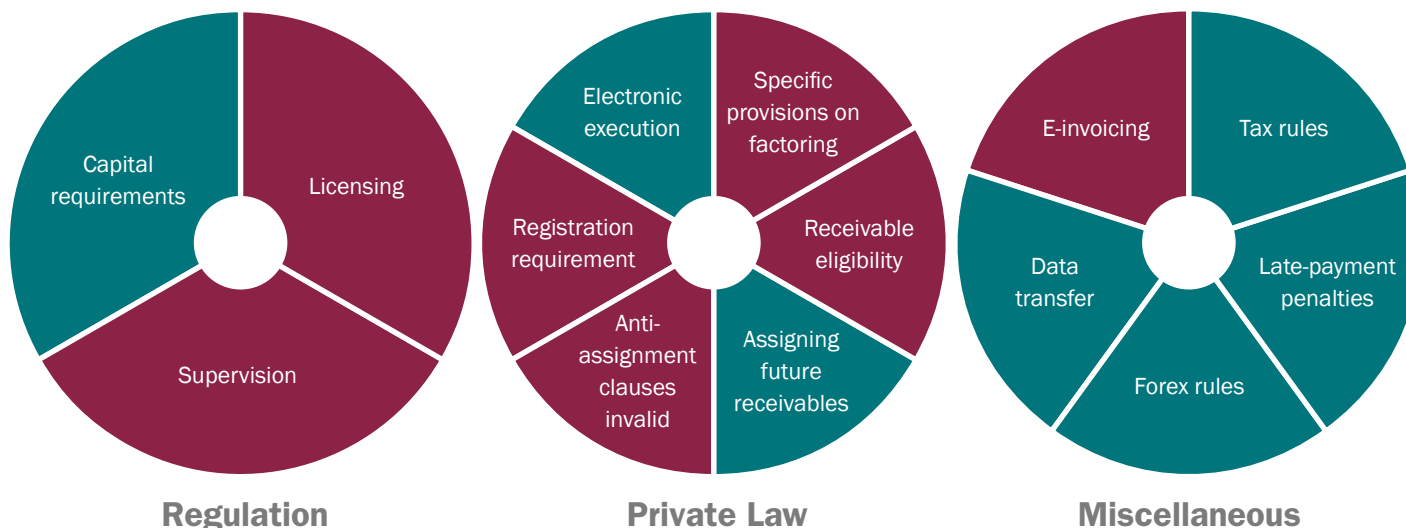 Capital
requirements
Licensing
Supervision
Regulation
Electronic
execution
Specific
provisions on
factoring
Registration
requirement
Receivable
eligibility
Anti-
assignment
clauses
invalid
Assigning
future
receivables
Private Law
E-invoicing
Tax rules
Data
transfer
Late-payment
penalties
Forex rules
Miscellaneous